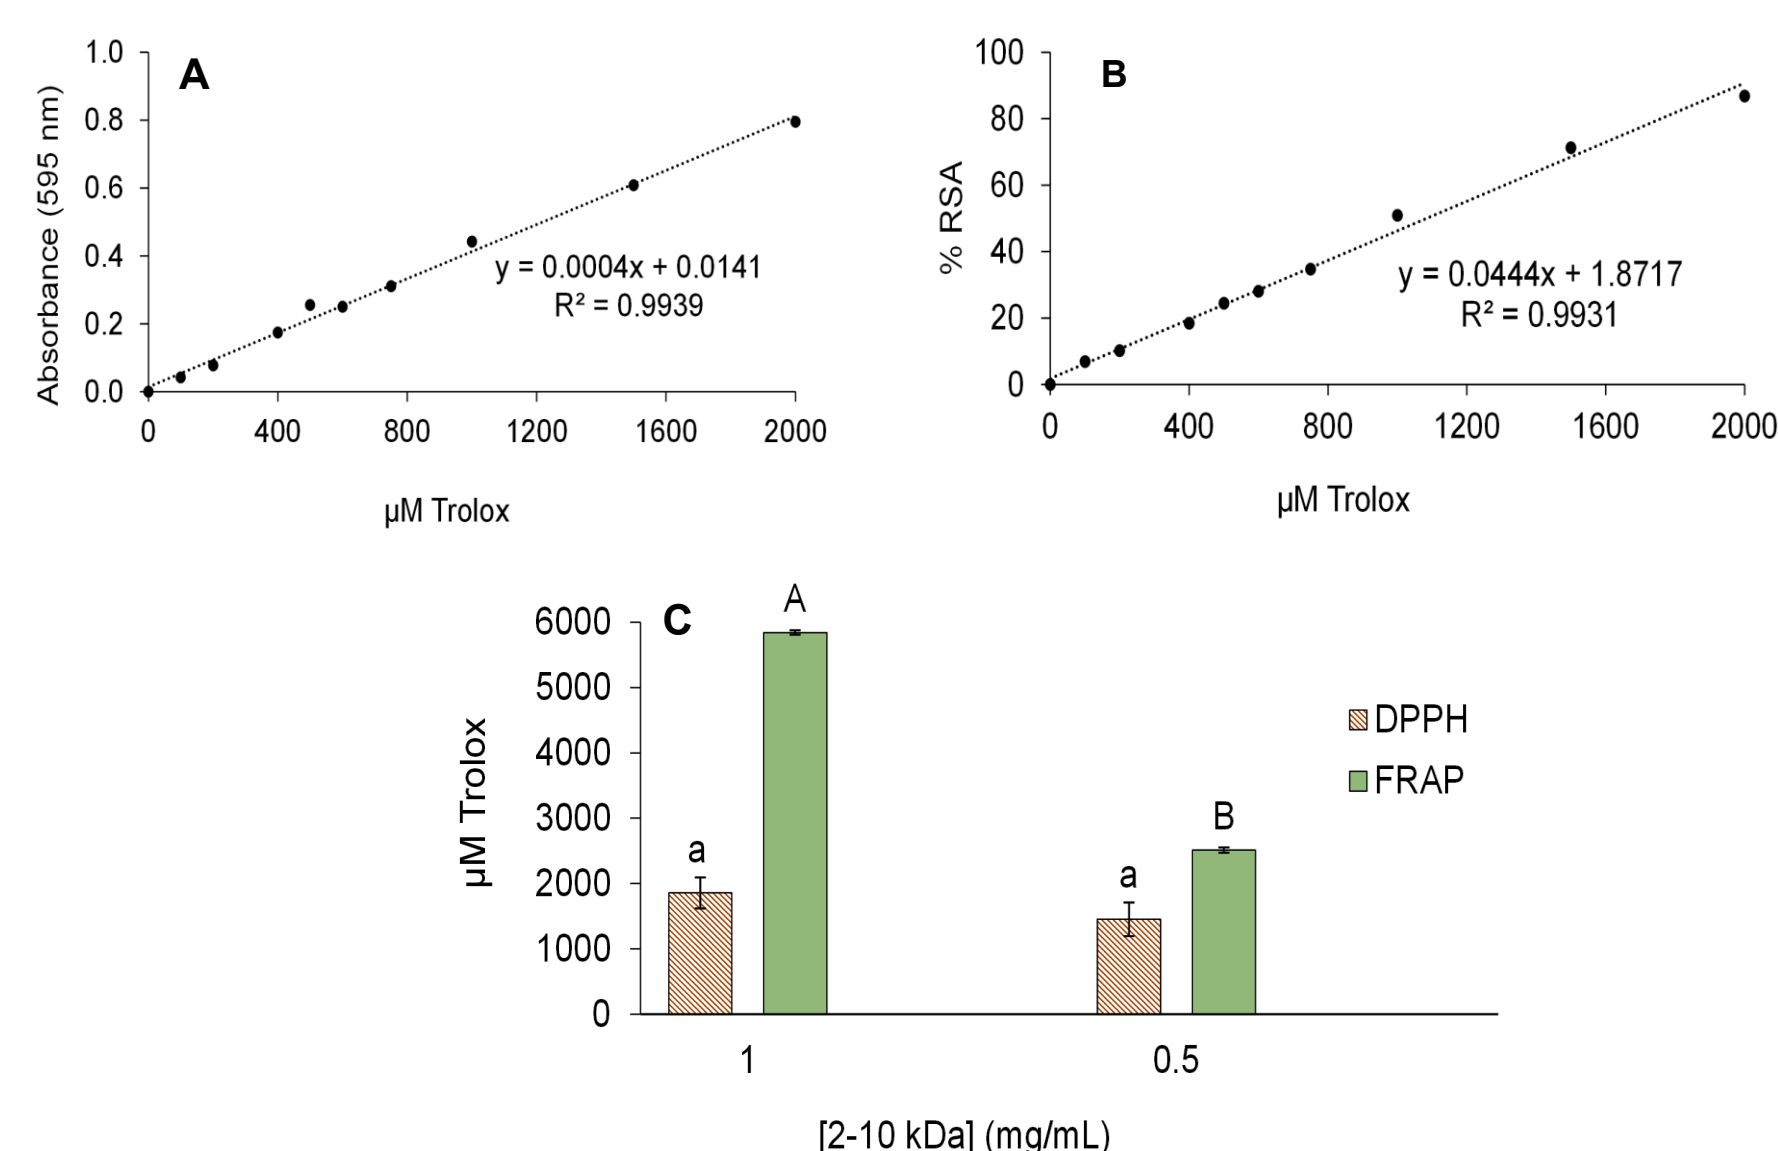 A
Absorbance (595 nm)
1.0
0.8
0.6
0.4
0.2
0.0
y = 0.0004x + 0.0141
R² = 0.9939
0 400 800 1200 1600 2000
µM Trolox
B
% RSA
100
80
60
40
20
0
y = 0.0444x + 1.8717
R² = 0.9931
0 400 800 1200 1600 2000
µM Trolox
C
µM Trolox
6000
5000
4000
3000
2000
1000
0
a
A
a
B
DPPH
FRAP
1 0.5
[2-10 kDa] (mg/mL)